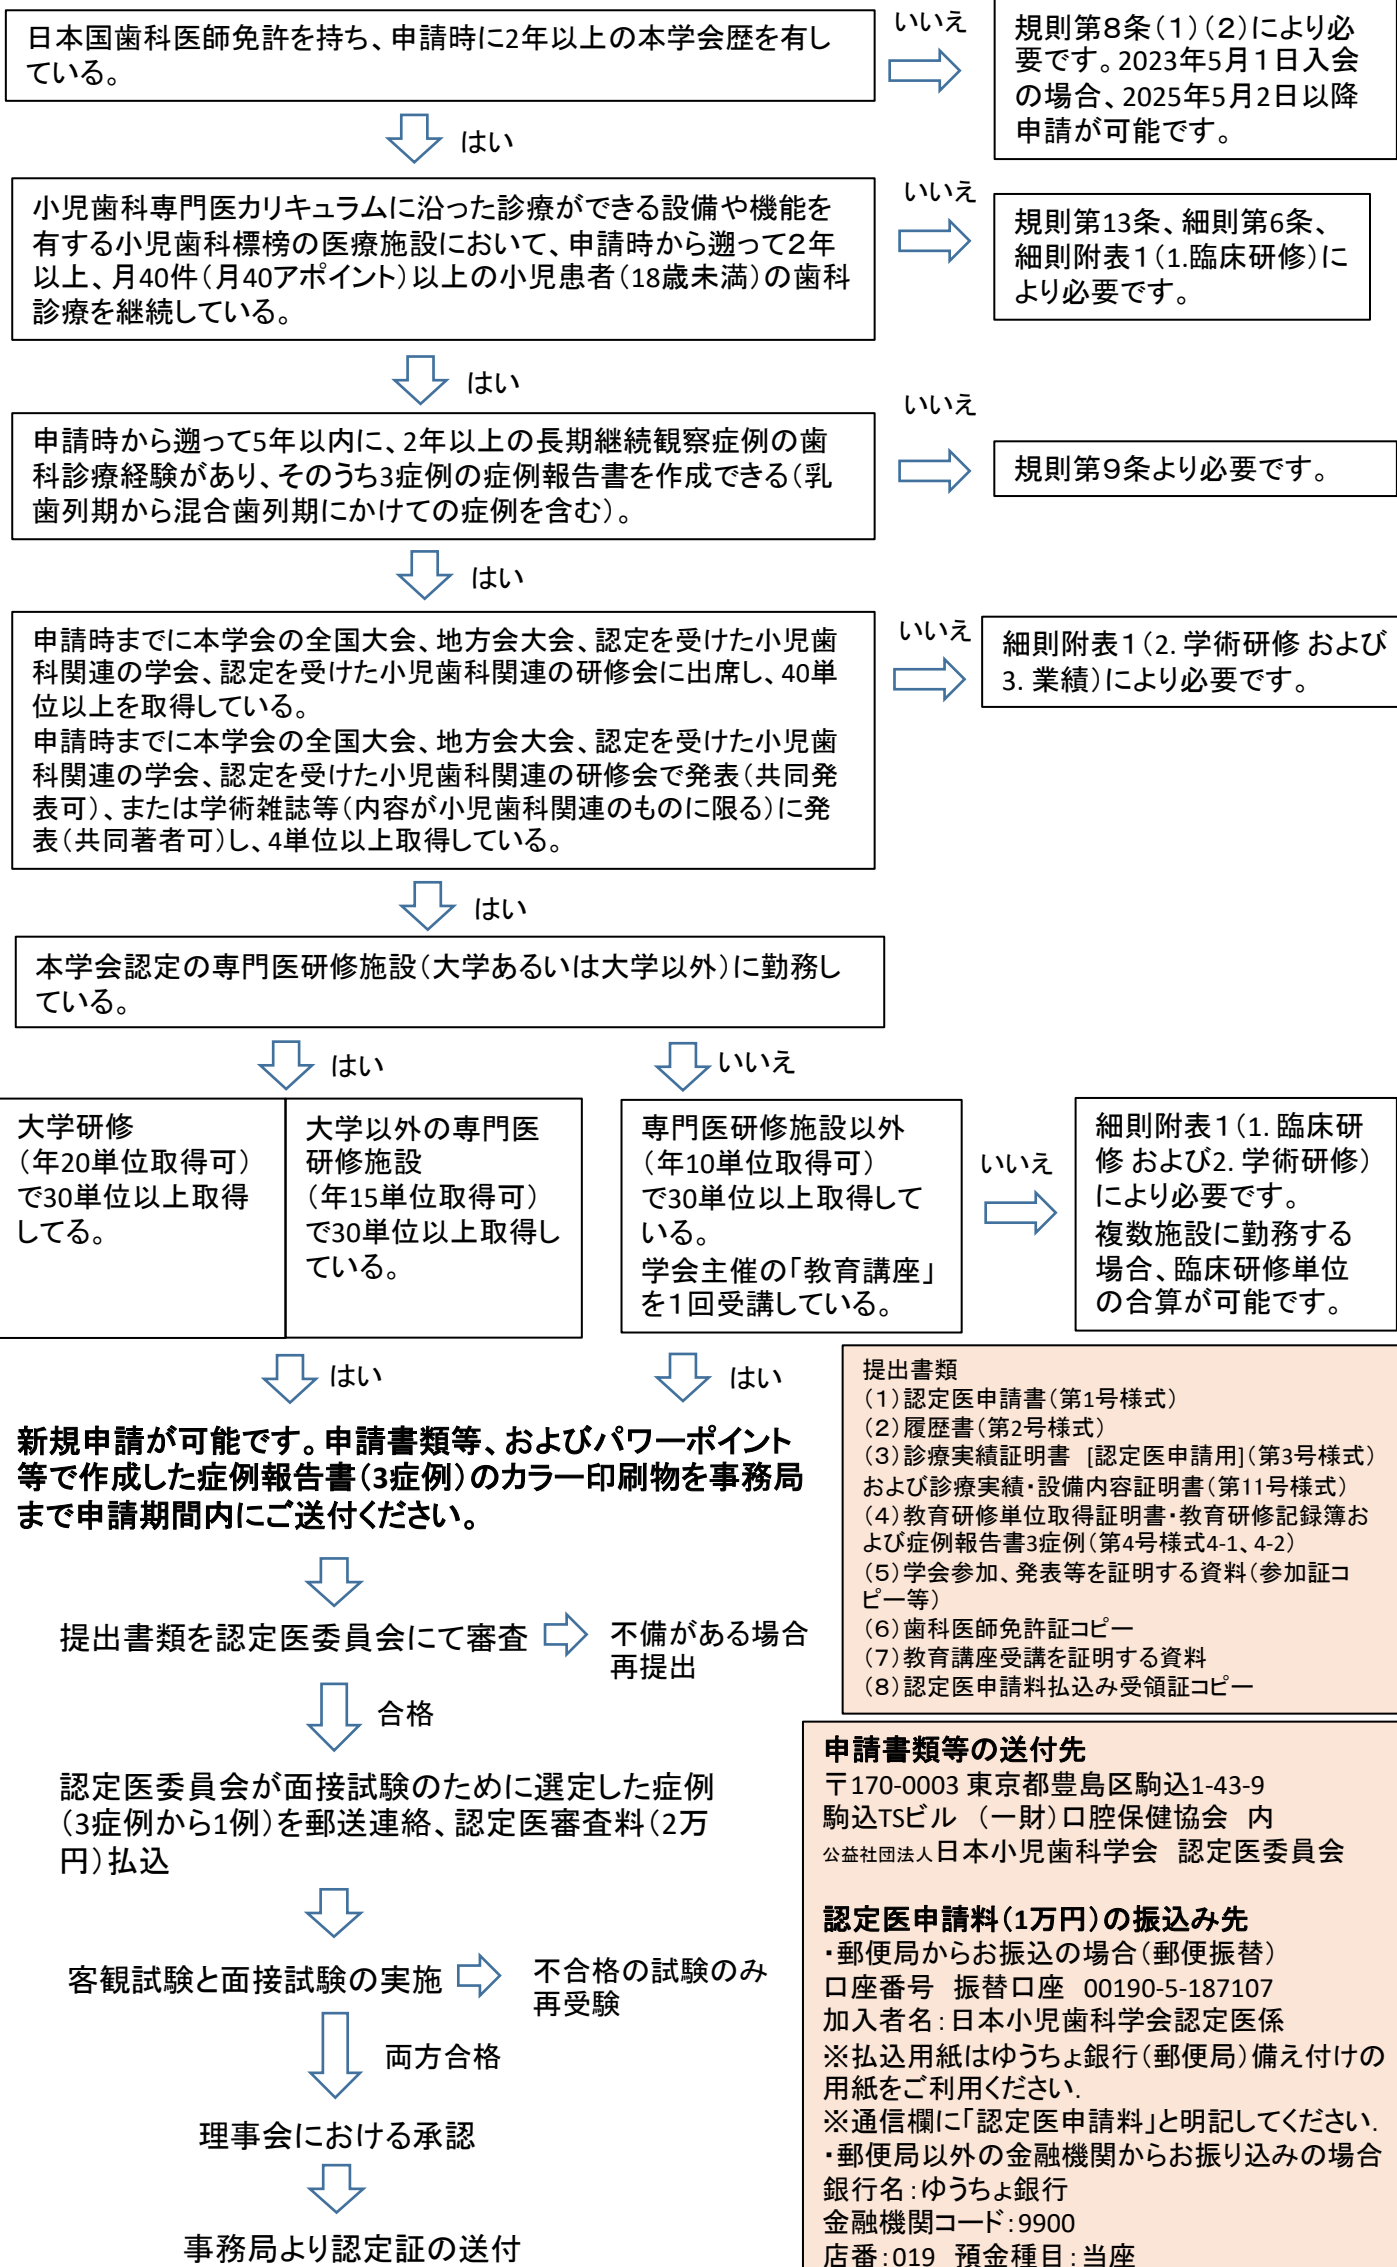 日本国歯科医師免許を持ち、申請時に2年以上の本学会歴を有し
ている。
いいえ
規則第8条(1)(2)により必
要です。2023年5月1日入会
の場合、2025年5月2日以降
申請が可能です。
はい
小児歯科専門医カリキュラムに沿った診療ができる設備や機能を
有する小児歯科標榜の医療施設において、申請時から遡って2年
以上、月40件(月40アポイント)以上の小児患者(18歳未満)の歯科
診療を継続している。
いいえ
規則第13条、細則第6条、
細則附表1(1.臨床研修)に
より必要です。
はい
申請時から遡って5年以内に、2年以上の長期継続観察症例の歯
科診療経験があり、そのうち3症例の症例報告書を作成できる(乳
歯列期から混合歯列期にかけての症例を含む)。
いいえ
規則第9条より必要です。
はい
申請時までに本学会の全国大会、地方会大会、認定を受けた小児歯
科関連の学会、認定を受けた小児歯科関連の研修会に出席し、40単
位以上を取得している。
申請時までに本学会の全国大会、地方会大会、認定を受けた小児歯
科関連の学会、認定を受けた小児歯科関連の研修会で発表(共同発
表可)、または学術雑誌等(内容が小児歯科関連のものに限る)に発
表(共同著者可)し、4単位以上取得している。
いいえ
細則附表1(2. 学術研修 および
3. 業績)により必要です。
はい
本学会認定の専門医研修施設(大学あるいは大学以外)に勤務し
ている。
はい
いいえ
大学研修
(年20単位取得可)
で30単位以上取得
してる。
大学以外の専門医
研修施設
(年15単位取得可)
で30単位以上取得し
ている。
専門医研修施設以外
(年10単位取得可)
で30単位以上取得して
いる。
学会主催の「教育講座」
を1回受講している。
いいえ
細則附表1(1. 臨床研
修 および2. 学術研修)
により必要です。
複数施設に勤務する
場合、臨床研修単位
の合算が可能です。
はい
はい
新規申請が可能です。申請書類等、およびパワーポイント
等で作成した症例報告書(3症例)のカラー印刷物を事務局
まで申請期間内にご送付ください。
提出書類を認定医委員会にて審査
不備がある場合
再提出
合格
認定医委員会が面接試験のために選定した症例
(3症例から1例)を郵送連絡、認定医審査料(2万
円)払込
客観試験と面接試験の実施
不合格の試験のみ
再受験
両方合格
理事会における承認
事務局より認定証の送付
提出書類
(1)認定医申請書(第1号様式)
(2)履歴書(第2号様式)
(3)診療実績証明書 [認定医申請用](第3号様式)
および診療実績・設備内容証明書(第11号様式)
(4)教育研修単位取得証明書・教育研修記録簿お
よび症例報告書3症例(第4号様式4-1、4-2)
(5)学会参加、発表等を証明する資料(参加証コ
ピー等)
(6)歯科医師免許証コピー
(7)教育講座受講を証明する資料
(8)認定医申請料払込み受領証コピー
申請書類等の送付先
〒170-0003 東京都豊島区駒込1-43-9
駒込TSビル (一財)口腔保健協会 内
公益社団法人日本小児歯科学会 認定医委員会
認定医申請料(1万円)の振込み先
・郵便局からお振込の場合(郵便振替)
口座番号 振替口座 00190-5-187107
加入者名:日本小児歯科学会認定医係
※払込用紙はゆうちょ銀行(郵便局)備え付けの
用紙をご利用ください.
※通信欄に「認定医申請料」と明記してください.
・郵便局以外の金融機関からお振り込みの場合
銀行名:ゆうちょ銀行
金融機関コード:9900
店番:019 預金種目:当座